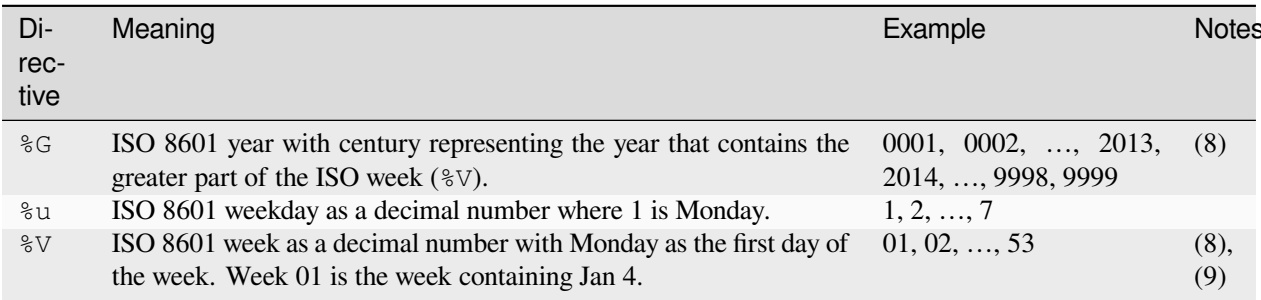 Di- Meaning Example Notes
rec-
tive
%G ISO 8601 year with century representing the year that contains the 0001, 0002, …, 2013, (8)
greater part of the ISO week (%V). 2014, …, 9998, 9999
%u ISO 8601 weekday as a decimal number where 1 is Monday. 1, 2, …, 7
%V ISO 8601 week as a decimal number with Monday as the first day of 01, 02, …, 53 (8),
the week. Week 01 is the week containing Jan 4. (9)